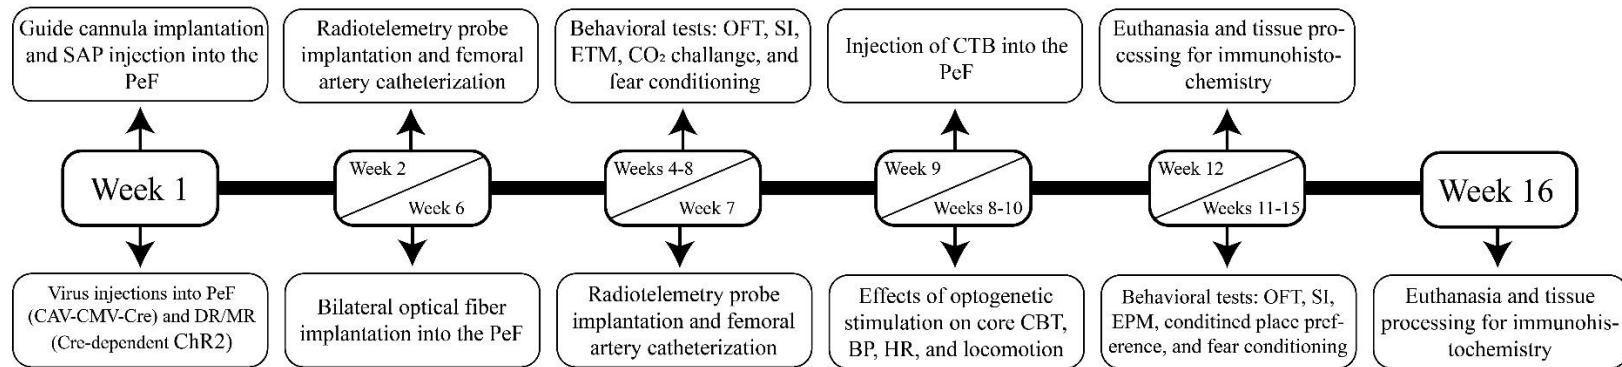 Guide cannula implantation
and SAP injection into the
PeF
Radiotelemetry probe
implantation and femoral
artery catheterization
Behavioral tests: OFT, SI,
ETM, CO₂ challange, and
fear conditioning
Injection of CTB into the
PeF
Euthanasia and tissue pro-
cessing for immunohisto-
chemistry
Week 1
Week 2
Week 6
Weeks 4-8
Week 7
Week 9
Weeks 8-10
Week 12
Weeks 11-15
Week 16
Virus injections into PeF
(CAV-CMV-Cre) and DR/MR
(Cre-dependent ChR2)
Bilateral optical fiber
implantation into the PeF
Radiotelemetry probe
implantation and femoral
artery catheterization
Effects of optogenetic
stimulation on core CBT,
BP, HR, and locomotion
Behavioral tests: OFT, SI,
EPM, conditined place pref-
erence, and fear conditioning
Euthanasia and tissue
processing for immunohis-
tochemistry